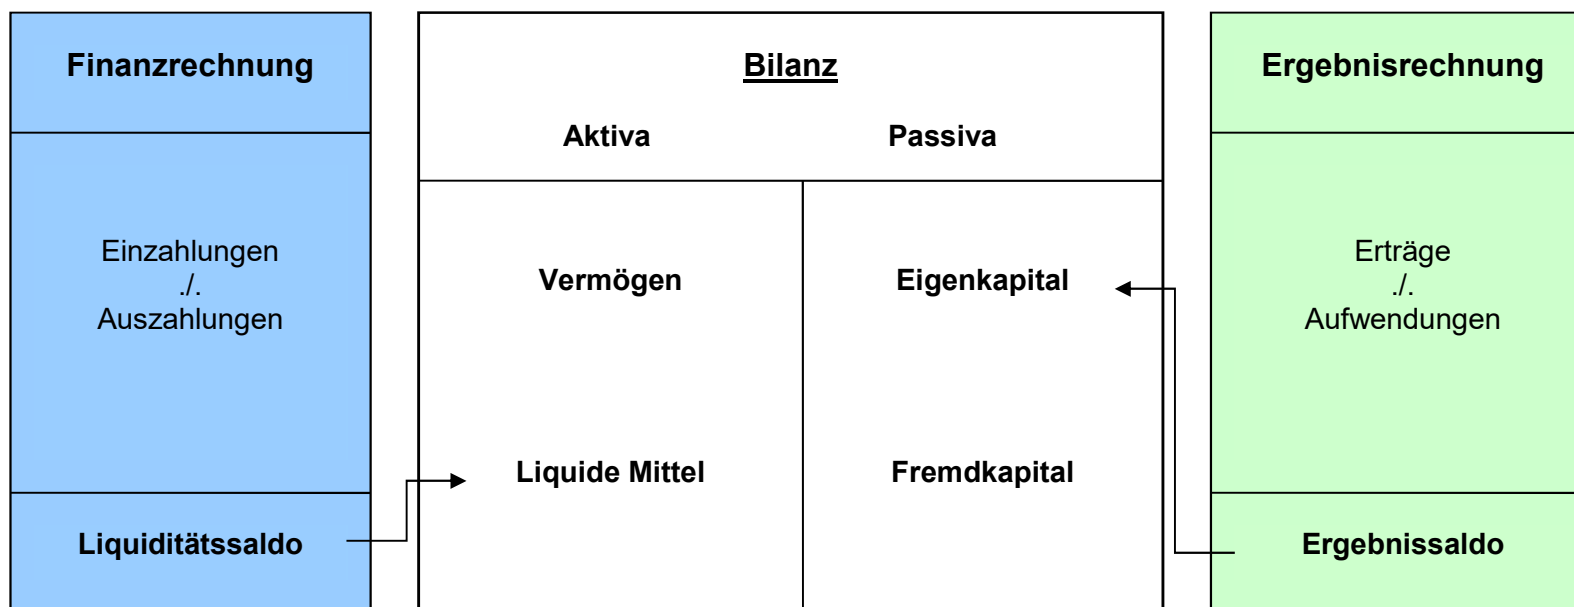 Finanzrechnung
Einzahlungen
./.
Auszahlungen
Liquiditätssaldo
Bilanz
Aktiva Passiva
Vermögen Eigenkapital
Liquide Mittel Fremdkapital
Ergebnisrechnung
Erträge
./.
Aufwendungen
Ergebnissaldo